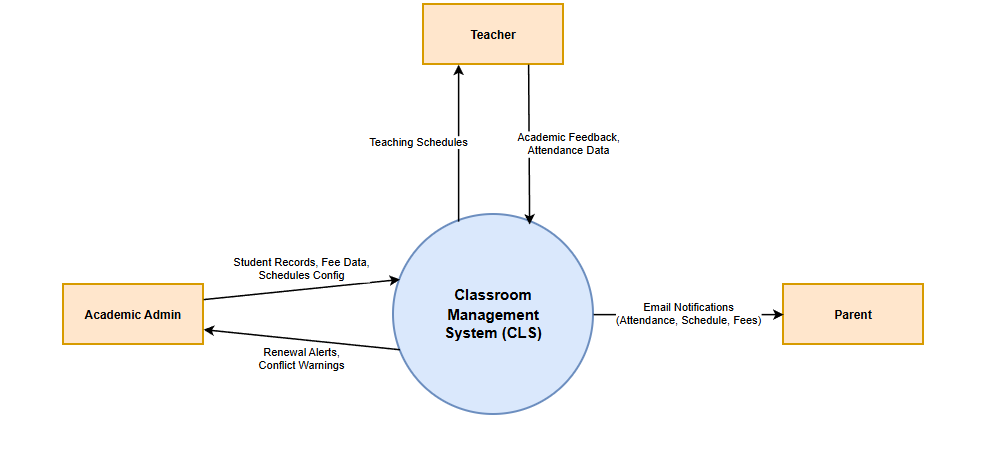 Teacher
Teaching Schedules
Academic Feedback,
Attendance Data
Student Records, Fee Data,
Schedules Config
Academic Admin
Renewal Alerts,
Conflict Warnings
Classroom
Management
System (CLS)
Email Notifications
(Attendance, Schedule, Fees)
Parent